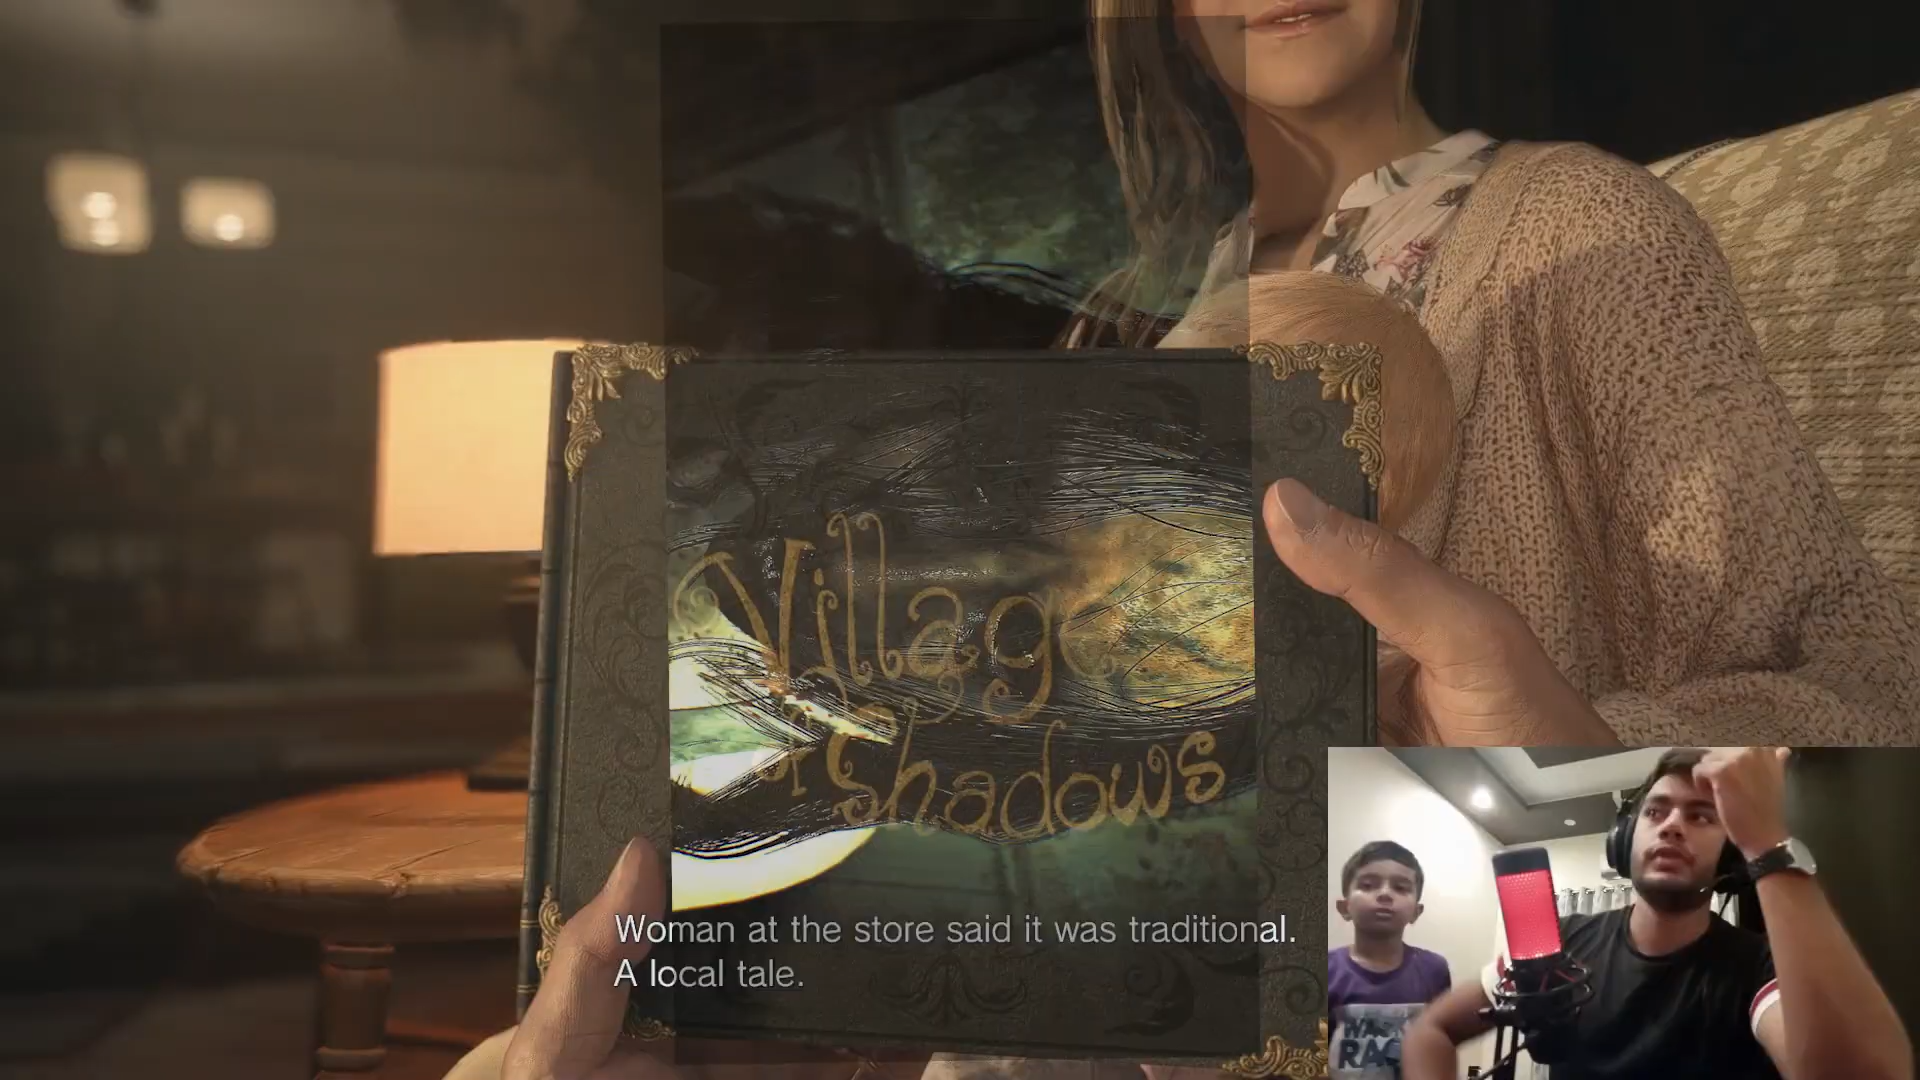 Village
of
Shadows
Woman at the store said it was traditional.
A local tale.